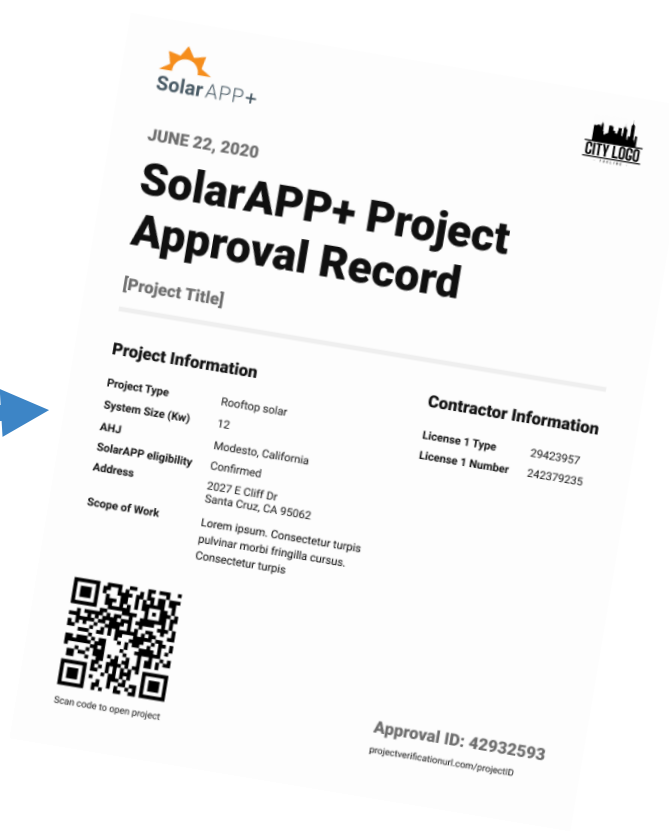 SolarAPP+
CITY LOGO
JUNE 22, 2020
SolarAPP+ Project
Approval Record
[Project Title]
Project Information
Project Type Rooftop solar
System Size (Kw) 12
AHJ Modesto, California
SolarAPP eligibility Confirmed
Address 2027 E Cliff Dr
Santa Cruz, CA 95062
Scope of Work Lorem ipsum. Consectetur turpis
pulvinar morbi fringilla cursus.
Consectetur turpis
Contractor Information
License 1 Type 29423957
License 1 Number 242379235
Scan code to open project
Approval ID: 42932593
projectverificationurl.com/projectID